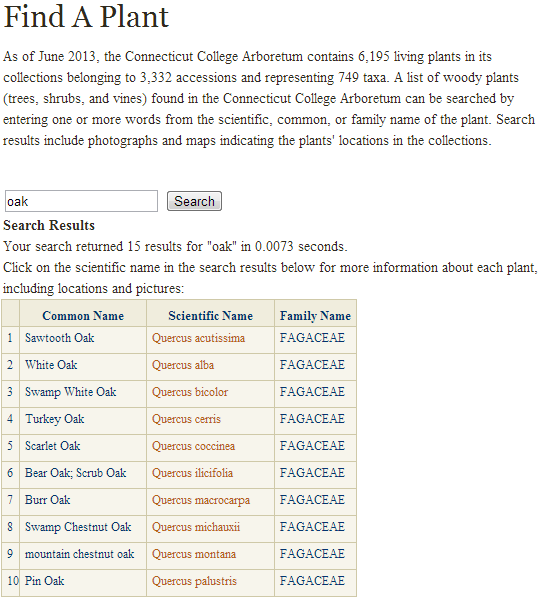 Find A Plant
As of June 2013, the Connecticut College Arboretum contains 6,195 living plants in its
collections belonging to 3,332 accessions and representing 749 taxa. A list of woody plants
(trees, shrubs, and vines) found in the Connecticut College Arboretum can be searched by
entering one or more words from the scientific, common, or family name of the plant. Search
results include photographs and maps indicating the plants' locations in the collections.
oak Search
Search Results
Your search returned 15 results for "oak" in 0.0073 seconds.
Click on the scientific name in the search results below for more information about each plant,
including locations and pictures:
Common Name Scientific Name Family Name
1 Sawtooth Oak Quercus acutissima FAGACEAE
2 White Oak Quercus alba FAGACEAE
3 Swamp White Oak Quercus bicolor FAGACEAE
4 Turkey Oak Quercus cerris FAGACEAE
5 Scarlet Oak Quercus coccinea FAGACEAE
6 Bear Oak; Scrub Oak Quercus ilicifolia FAGACEAE
7 Burr Oak Quercus macrocarpa FAGACEAE
8 Swamp Chestnut Oak Quercus michauxii FAGACEAE
9 mountain chestnut oak Quercus montana FAGACEAE
10 Pin Oak Quercus palustris FAGACEAE